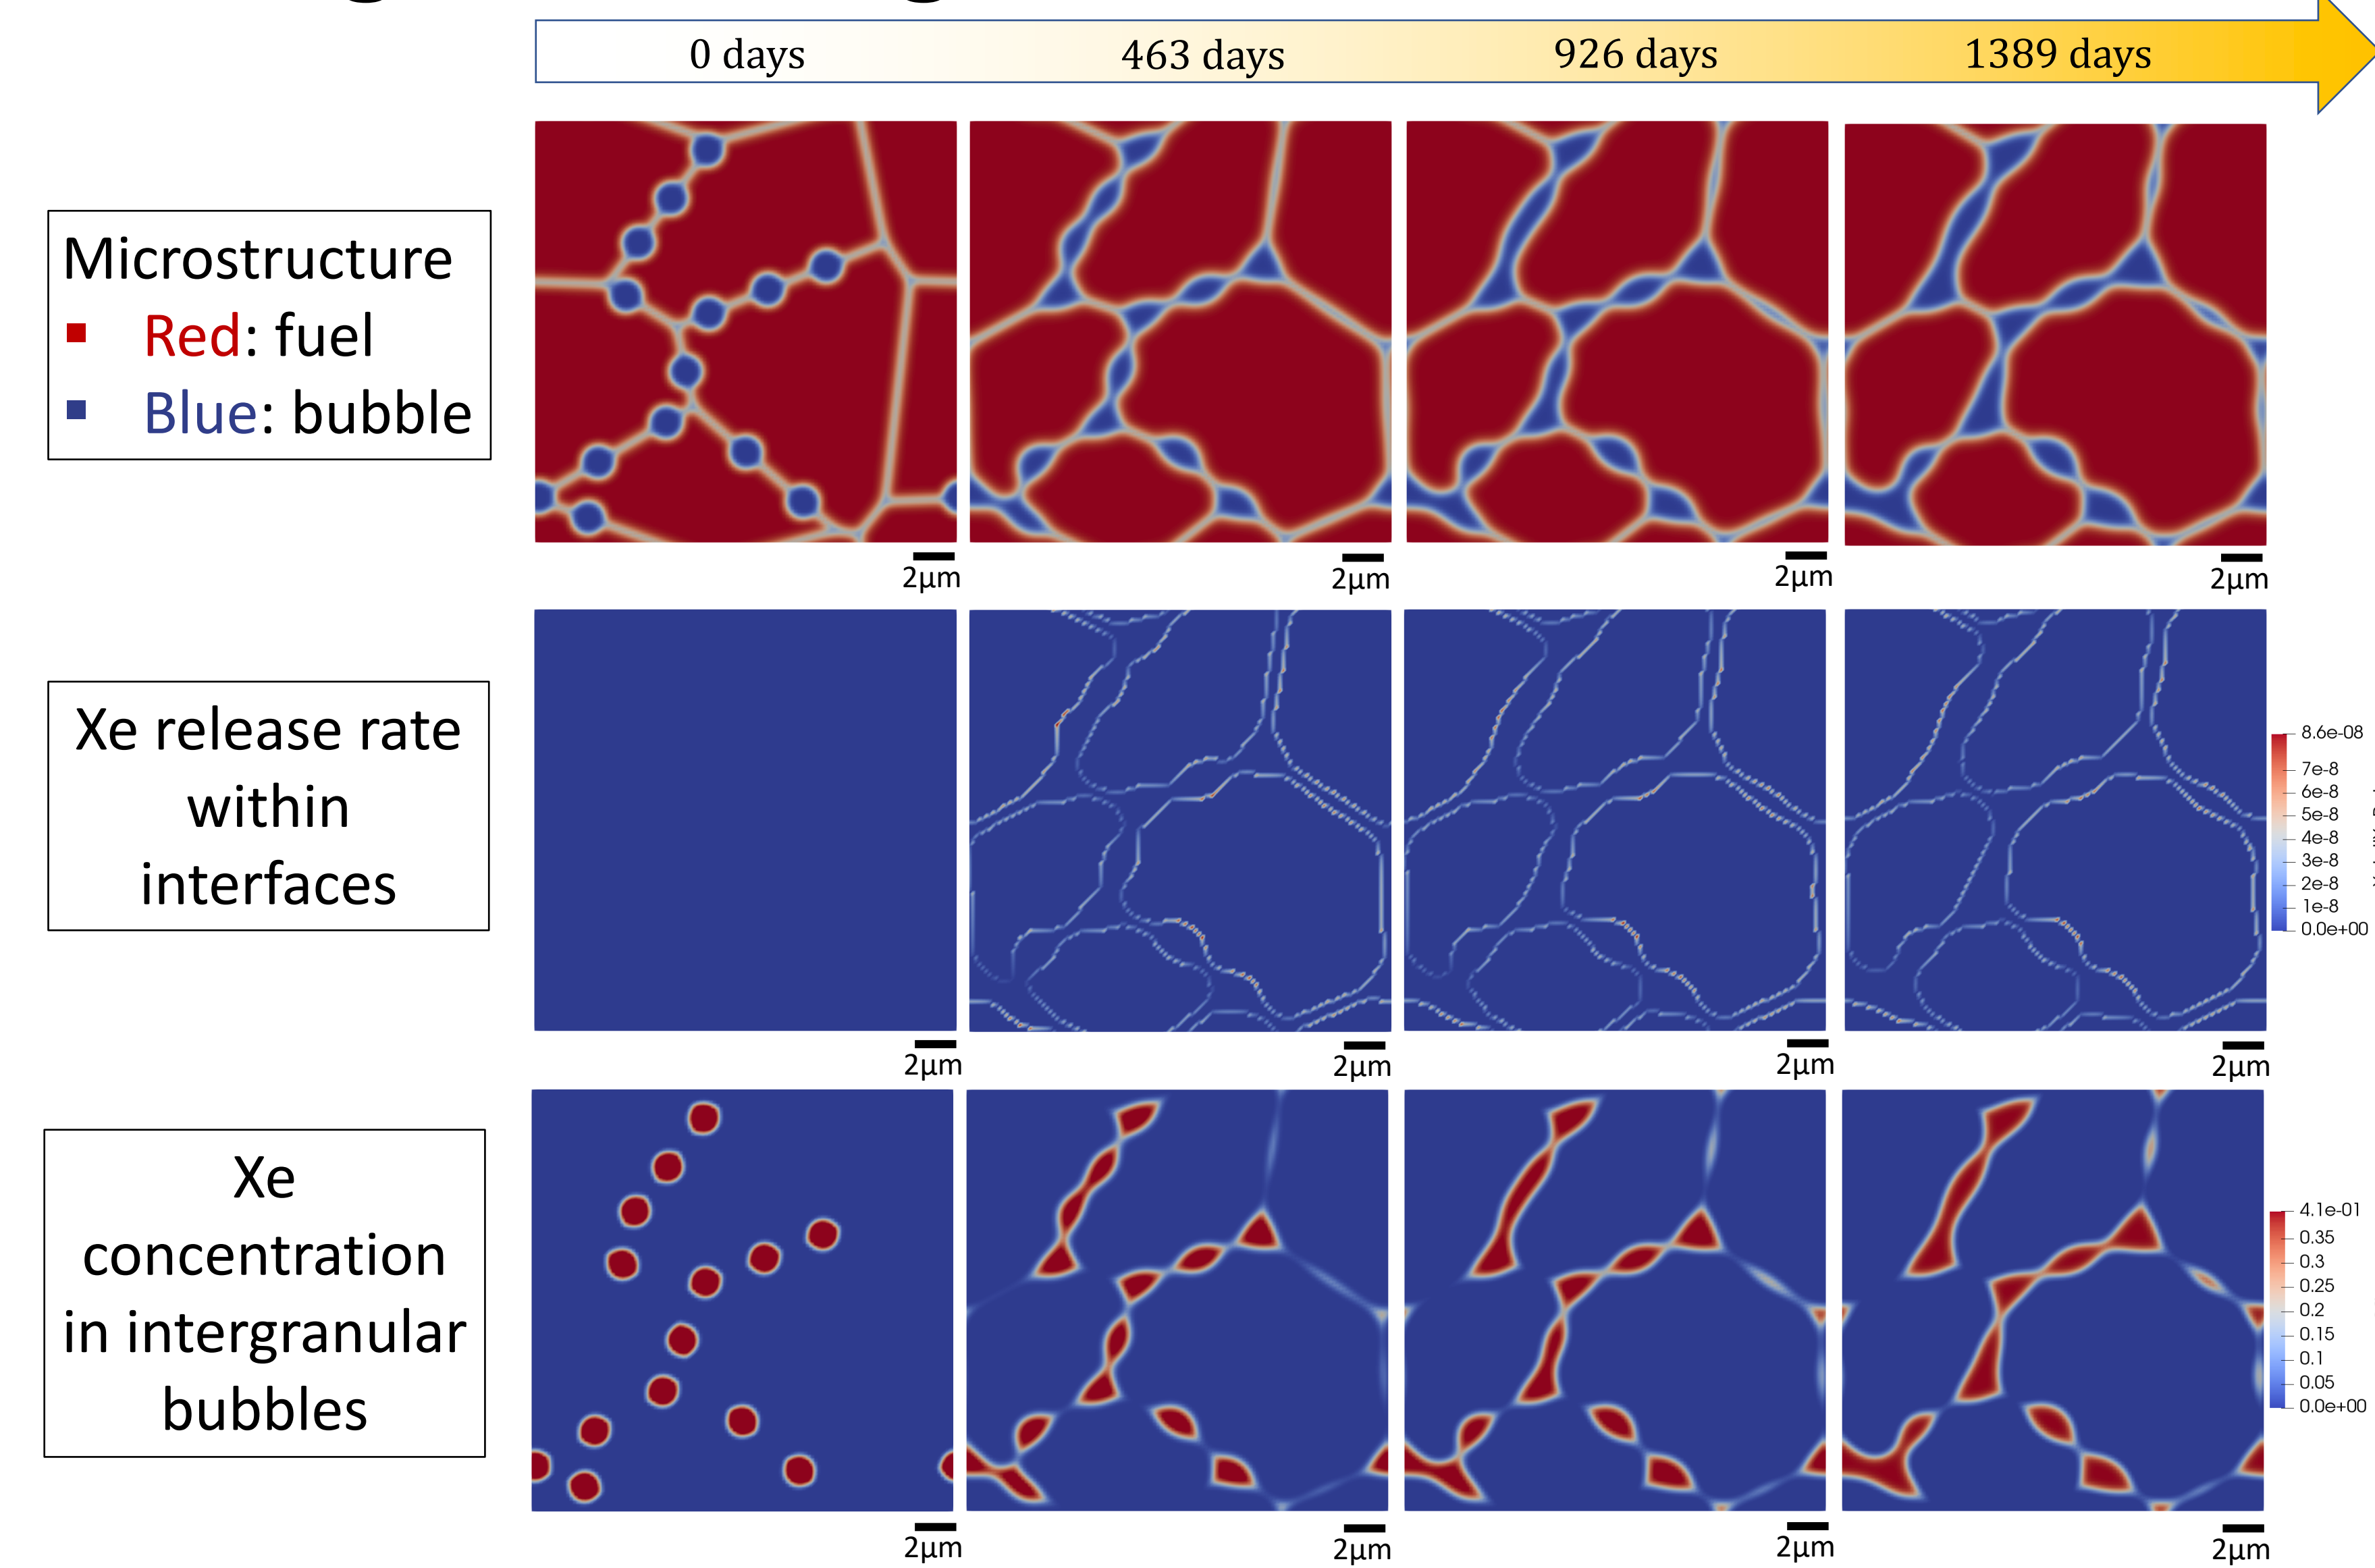 0 days 463 days 926 days 1389 days
Microstructure
Red: fuel
Blue: bubble
2µm 2µm 2µm 2µm
Xe release rate
within
interfaces
8.6e-08
7e-8
6e-8
5e-8
4e-8
3e-8
2e-8
1e-8
0.0e+00
2µm 2µm 2µm 2µm
Xe
concentration
in intergranular
bubbles
4.1e-01
0.35
0.3
0.25
0.2
0.15
0.1
0.05
0.0e+00
2µm 2µm 2µm 2µm